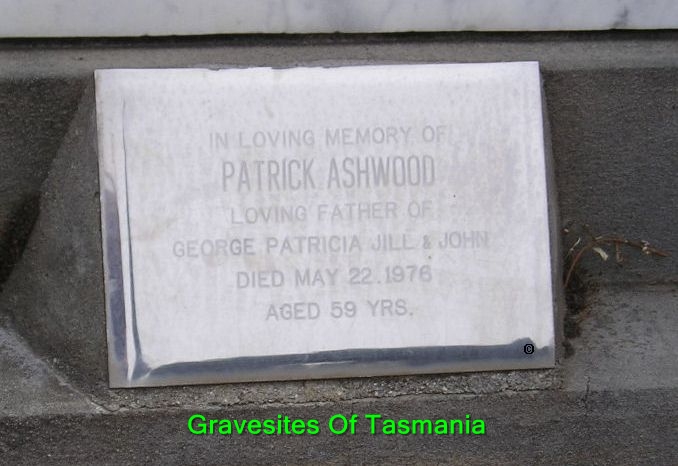 IN LOVING MEMORY OF
PATRICK ASHWOOD
LOVING FATHER OF
GEORGE PATRICIA JILL & JOHN
DIED MAY 22. 1976
AGED 59 YRS.
©
Gravesites Of Tasmania